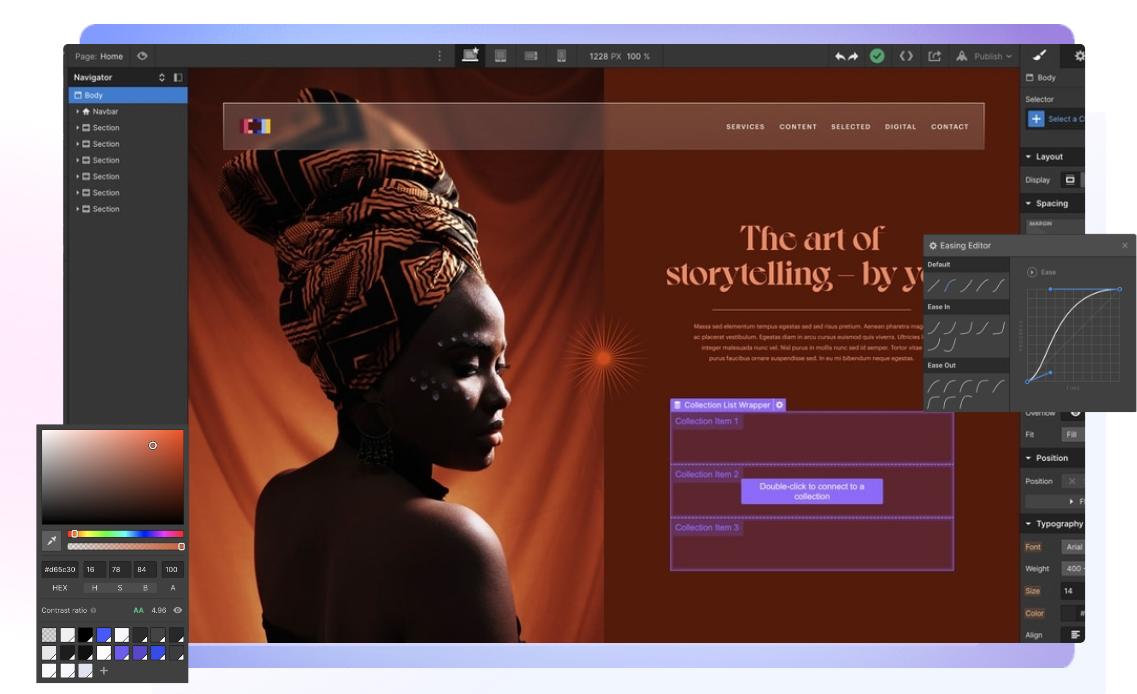 Page: Home
1228 PX 100 %
Publish
Navigator
Body
Navbar
Section
Section
Section
Section
Section
Section
SERVICES CONTENT SELECTED DIGITAL CONTACT
The art of
storytelling – by y
Massa sed elementum tempus egestas sed sed risus pretium. Aenean pharetra mag
ac placerat vestibulum. Egestas diam in arcu cursus euismod quis viverra. Ultricies
integer malesuada nunc vel. Nisl purus in mollis nunc sed id semper. Tortor vitae
purus faucibus ornare suspendisse sed. In eu mi bibendum neque egestas.
Collection List Wrapper
Collection Item 1
Collection Item 2
Double-click to connect to a
collection
Collection Item 3
Body
Selector
Select a C
Layout
Display
Spacing
MARGIN
Easing Editor
Default
Ease In
Ease Out
Ease
Overflow
Fit Fill
Position
Position
Typography
Font Arial
Weight 400
Size 14
Color #
Align
#d65c30 16 78 84 100
HEX H S B A
Contrast ratio AA 4.96